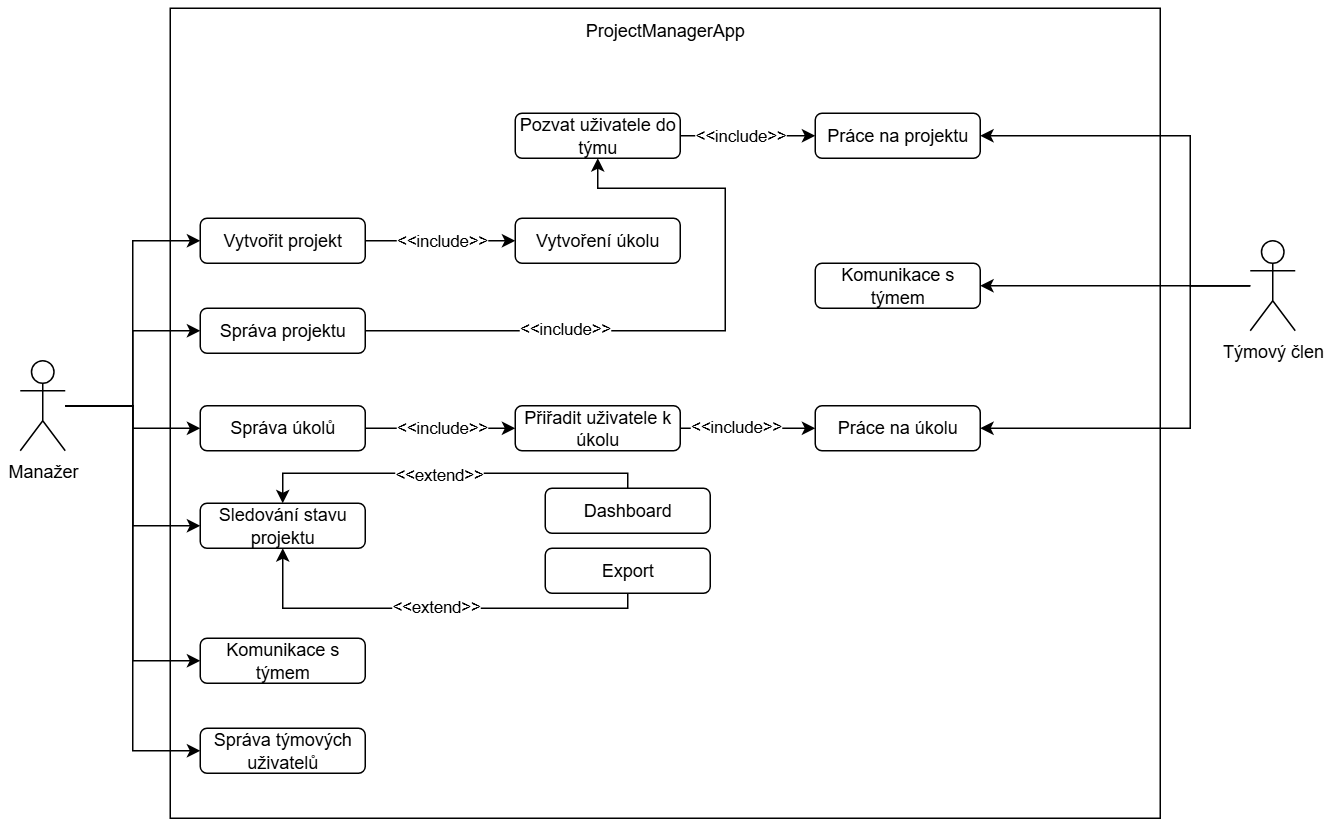 ProjectManagerApp
Pozvat uživatele do
týmu
<<include>>
Práce na projektu
Vytvořit projekt
<<include>>
Vytvoření úkolu
Komunikace s
týmem
Týmový člen
Správa projektu
<<include>>
Manažer
Správa úkolů
<<include>>
Přiřadit uživatele k
úkolu
<<include>>
Práce na úkolu
<<extend>>
Sledování stavu
projektu
Dashboard
Export
<<extend>>
Komunikace s
týmem
Správa týmových
uživatelů